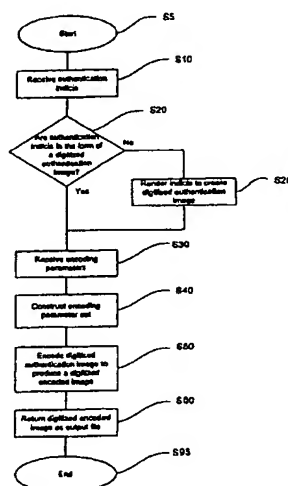 S5
Start
S10
Receive authentication
indicia
S20
Are authentication
indicia in the form of
a digitized
authentication
image?
No
Yes
Render indicia to create
digitized authentication
image
S26
Receive encoding
parameters
S30
Construct encoding
parameter set
S40
Encode digitized
authentication image to
produce a digitized
encoded image
S50
Return digitized encoded
image as output file
End
S95